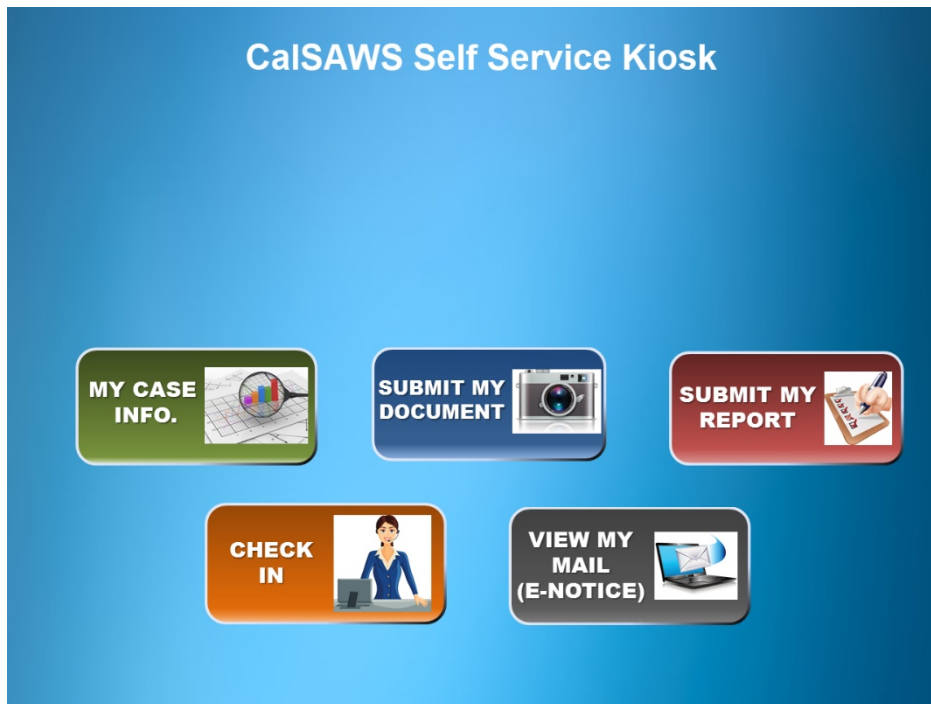 CalSAWS Self Service Kiosk
MY CASE
INFO.
SUBMIT MY
DOCUMENT
SUBMIT MY
REPORT
CHECK
IN
VIEW MY
MAIL
(E-NOTICE)